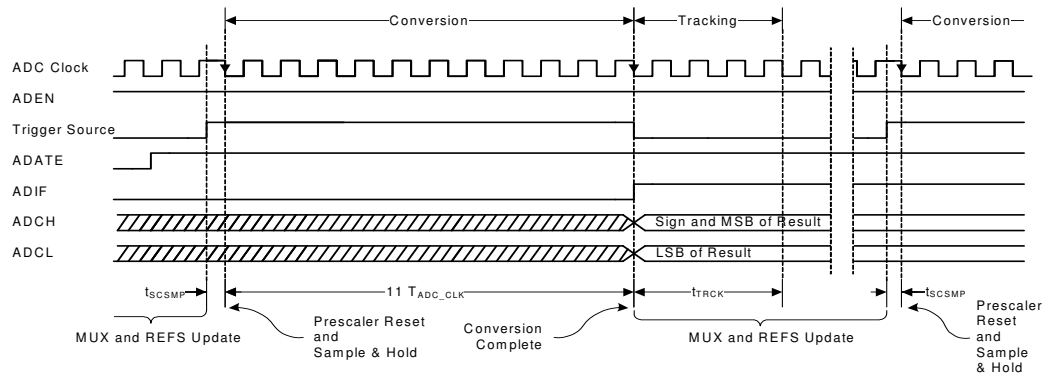 Conversion
Tracking
Conversion
ADC Clock
ADEN
Trigger Source
ADATE
ADIF
ADCH
Sign and MSB of Result
ADCL
LSB of Result
tSCSMP
11 TADC_CLK
tTRCK
tSCSMP
MUX and REFS Update
Prescaler Reset
and
Sample & Hold
Conversion
Complete
MUX and REFS Update
Prescaler
Reset
and
Sample
& Hold